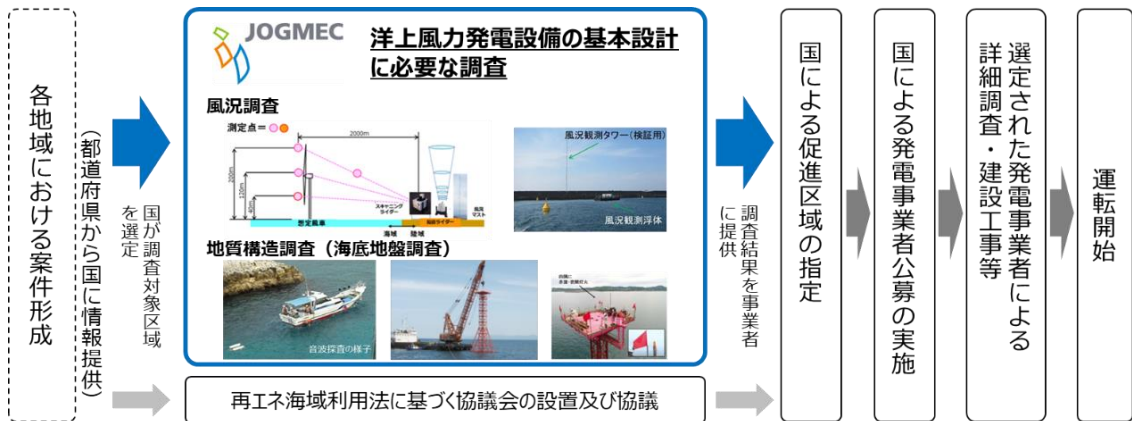 各地域における案件形成
（都道府県から国に情報提供）
国が調査対象区域
を選定
JOGMEC
洋上風力発電設備の基本設計
に必要な調査
風況調査
測定点＝
2000m
200m
120m
40m
スキャニング
ライダー
想定風車
海域
陸域
マスト
風況観測タワー（検証用）
風況観測浮体
地質構造調査（海底地盤調査）
音波探査の様子
再エネ海域利用法に基づく協議会の設置及び協議
調査結果を事業者
に提供
国による促進区域の指定
国による発電事業者公募の実施
選定された発電事業者による
詳細調査・建設工事等
運転開始